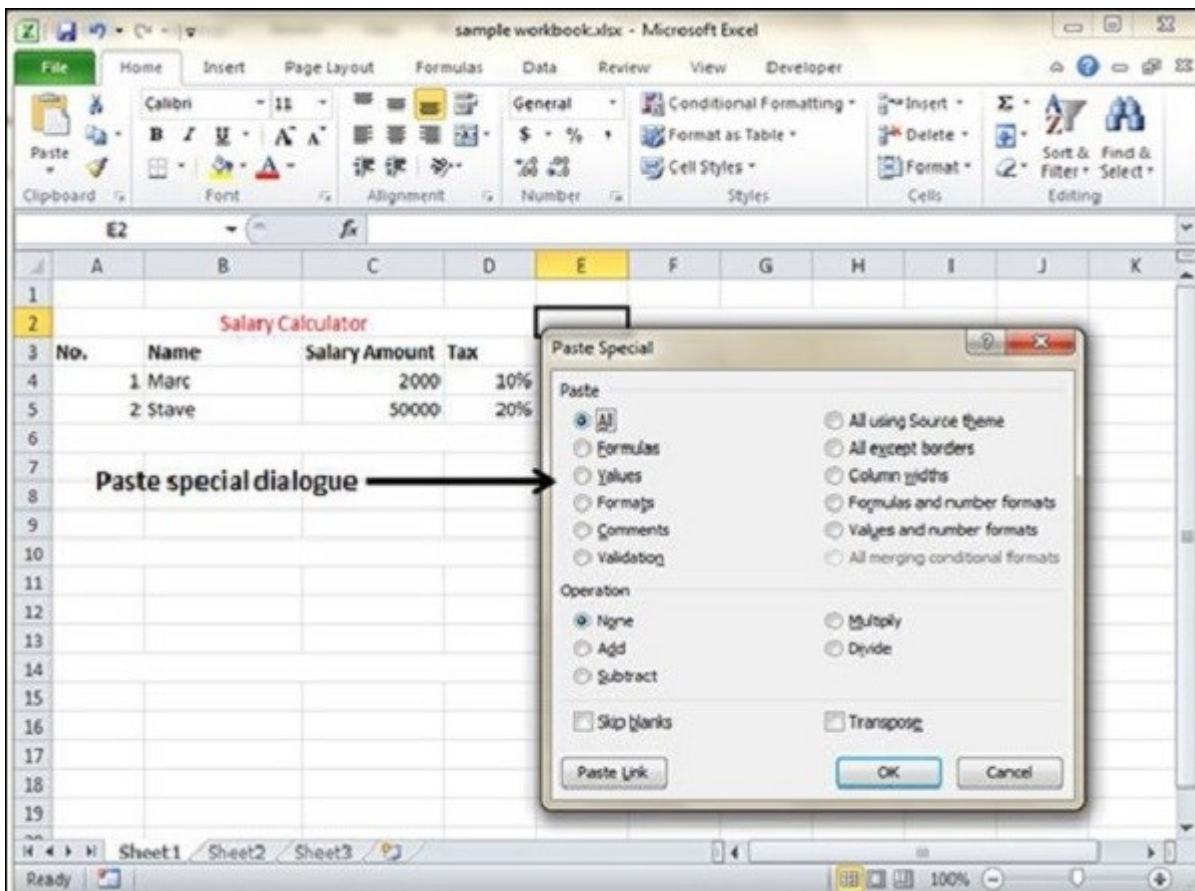 sample workbook.xlsx - Microsoft Excel
File Home Insert Page Layout Formulas Data Review View Developer
Calibri 11 General Conditional Formatting Insert Σ
Paste B I U A A $ % , Format as Table Delete Sort & Filter Find & Select
A Cell Styles Format
Clipboard Font Alignment Number Styles Cells Editing
E2 fx
A B C D E F G H I J K
1
2 Salary Calculator
3 No. Name Salary Amount Tax
4 1 Marc 2000 10%
5 2 Stave 50000 20%
6
7
8
9
10
11
12
13
14
15
16
17
18
19
Paste special dialogue
Paste Special
Paste
All All using Source theme
Formulas All except borders
Values Column widths
Formats Formulas and number formats
Comments Values and number formats
Validation All merging conditional formats
Operation
None Multiply
Add Divide
Subtract
Skip blanks Transpose
Paste Link OK Cancel
Sheet1 Sheet2 Sheet3
Ready 100%